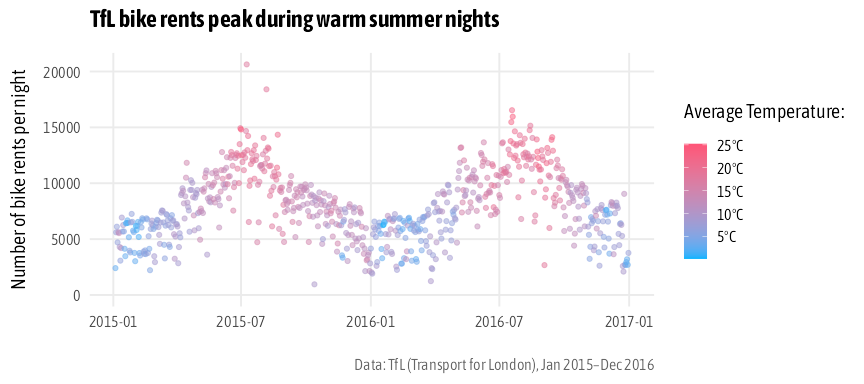 TfL bike rents peak during warm summer nights
Number of bike rents per night
20000
15000
10000
5000
0
2015-01 2015-07 2016-01 2016-07 2017-01
Average Temperature:
25°C
20°C
15°C
10°C
5°C
Data: TfL (Transport for London), Jan 2015–Dec 2016